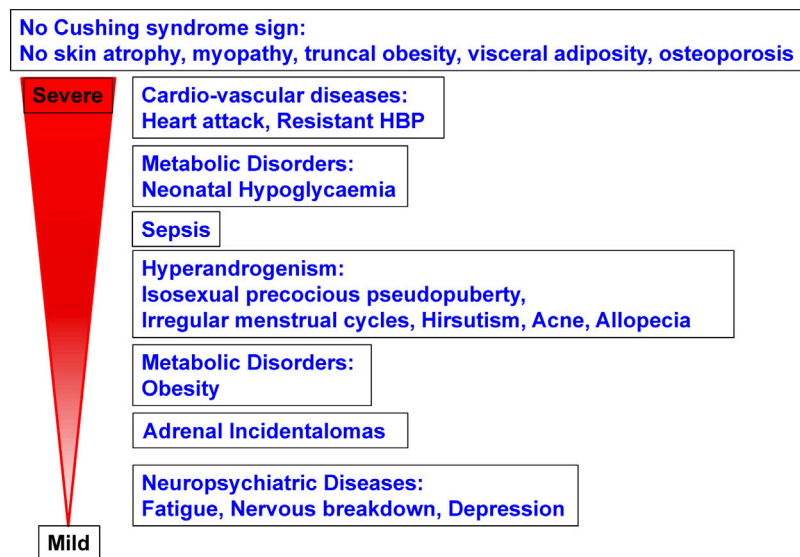 No Cushing syndrome sign:
No skin atrophy, myopathy, truncal obesity, visceral adiposity, osteoporosis
Severe
Cardio-vascular diseases:
Heart attack, Resistant HBP
Metabolic Disorders:
Neonatal Hypoglycaemia
Sepsis
Hyperandrogenism:
Isosexual precocious pseudopuberty,
Irregular menstrual cycles, Hirsutism, Acne, Allopecia
Metabolic Disorders:
Obesity
Adrenal Incidentalomas
Neuropsychiatric Diseases:
Fatigue, Nervous breakdown, Depression
Mild